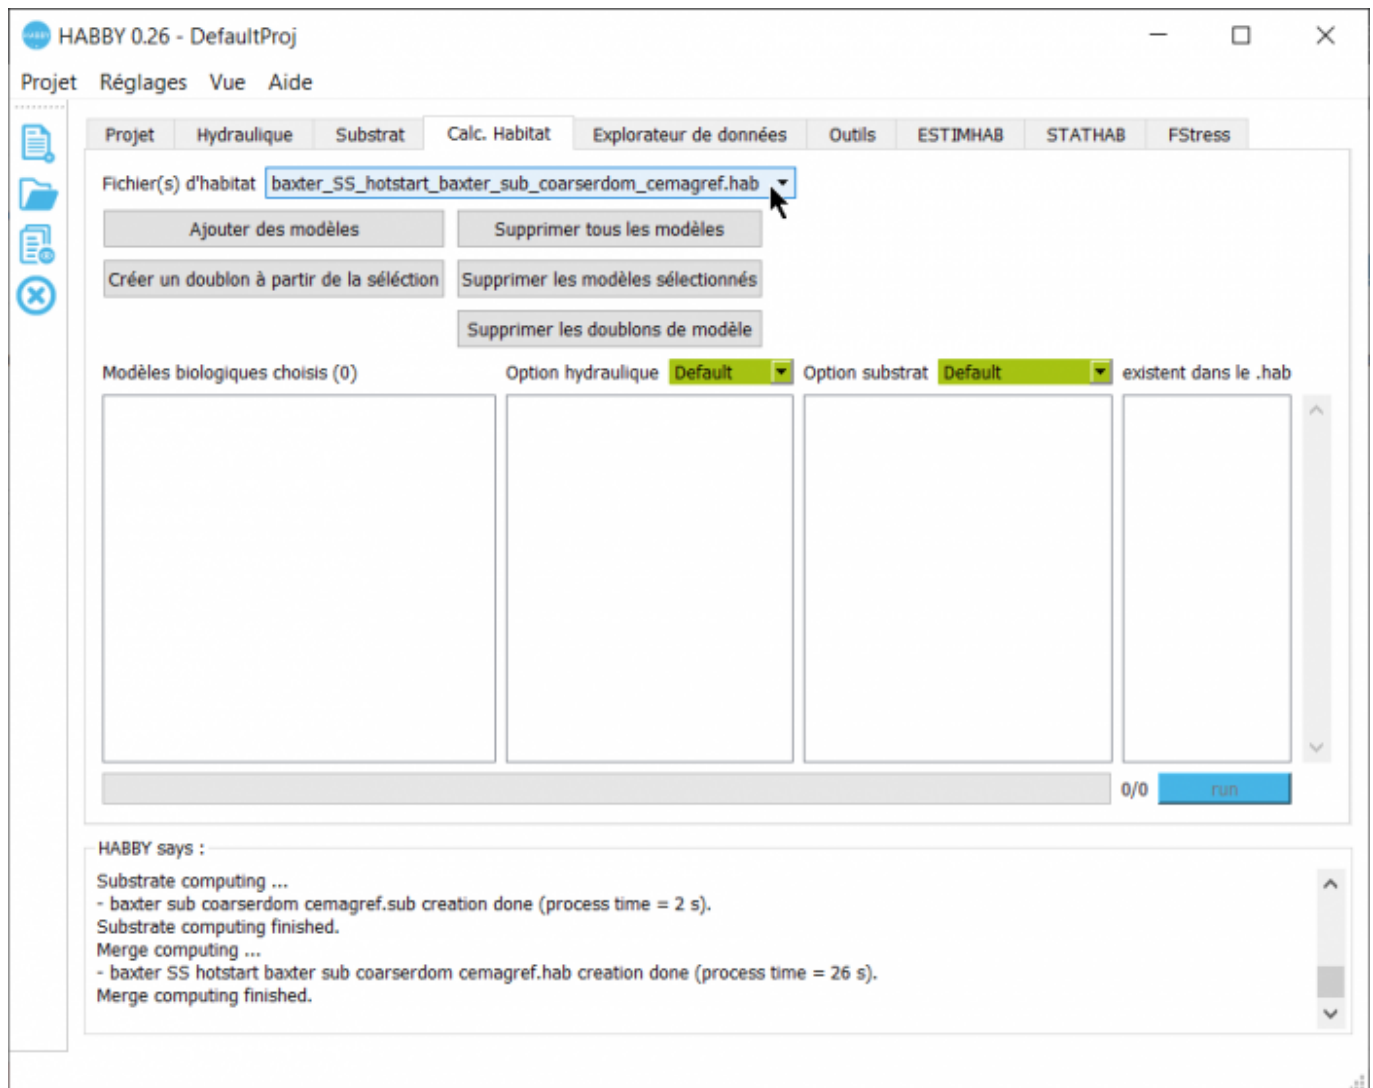 HABBY 0.26 - DefaultProj
Projet Réglages Vue Aide
Projet Hydraulique Substrat Calc. Habitat Explorateur de données Outils ESTIMHAB STATHAB FStress
Fichier(s) d'habitat baxter_SS_hotstart_baxter_sub_coarserdom_cemagref.hab
Ajouter des modèles Supprimer tous les modèles
Créer un doublon à partir de la séléction Supprimer les modèles sélectionnés
Supprimer les doublons de modèle
Modèles biologiques choisis (0) Option hydraulique Default Option substrat Default existent dans le .hab
0/0 run
HABBY says :
Substrate computing ...
- baxter sub coarserdom cemagref.sub creation done (process time = 2 s).
Substrate computing finished.
Merge computing ...
- baxter SS hotstart baxter sub coarserdom cemagref.hab creation done (process time = 26 s).
Merge computing finished.